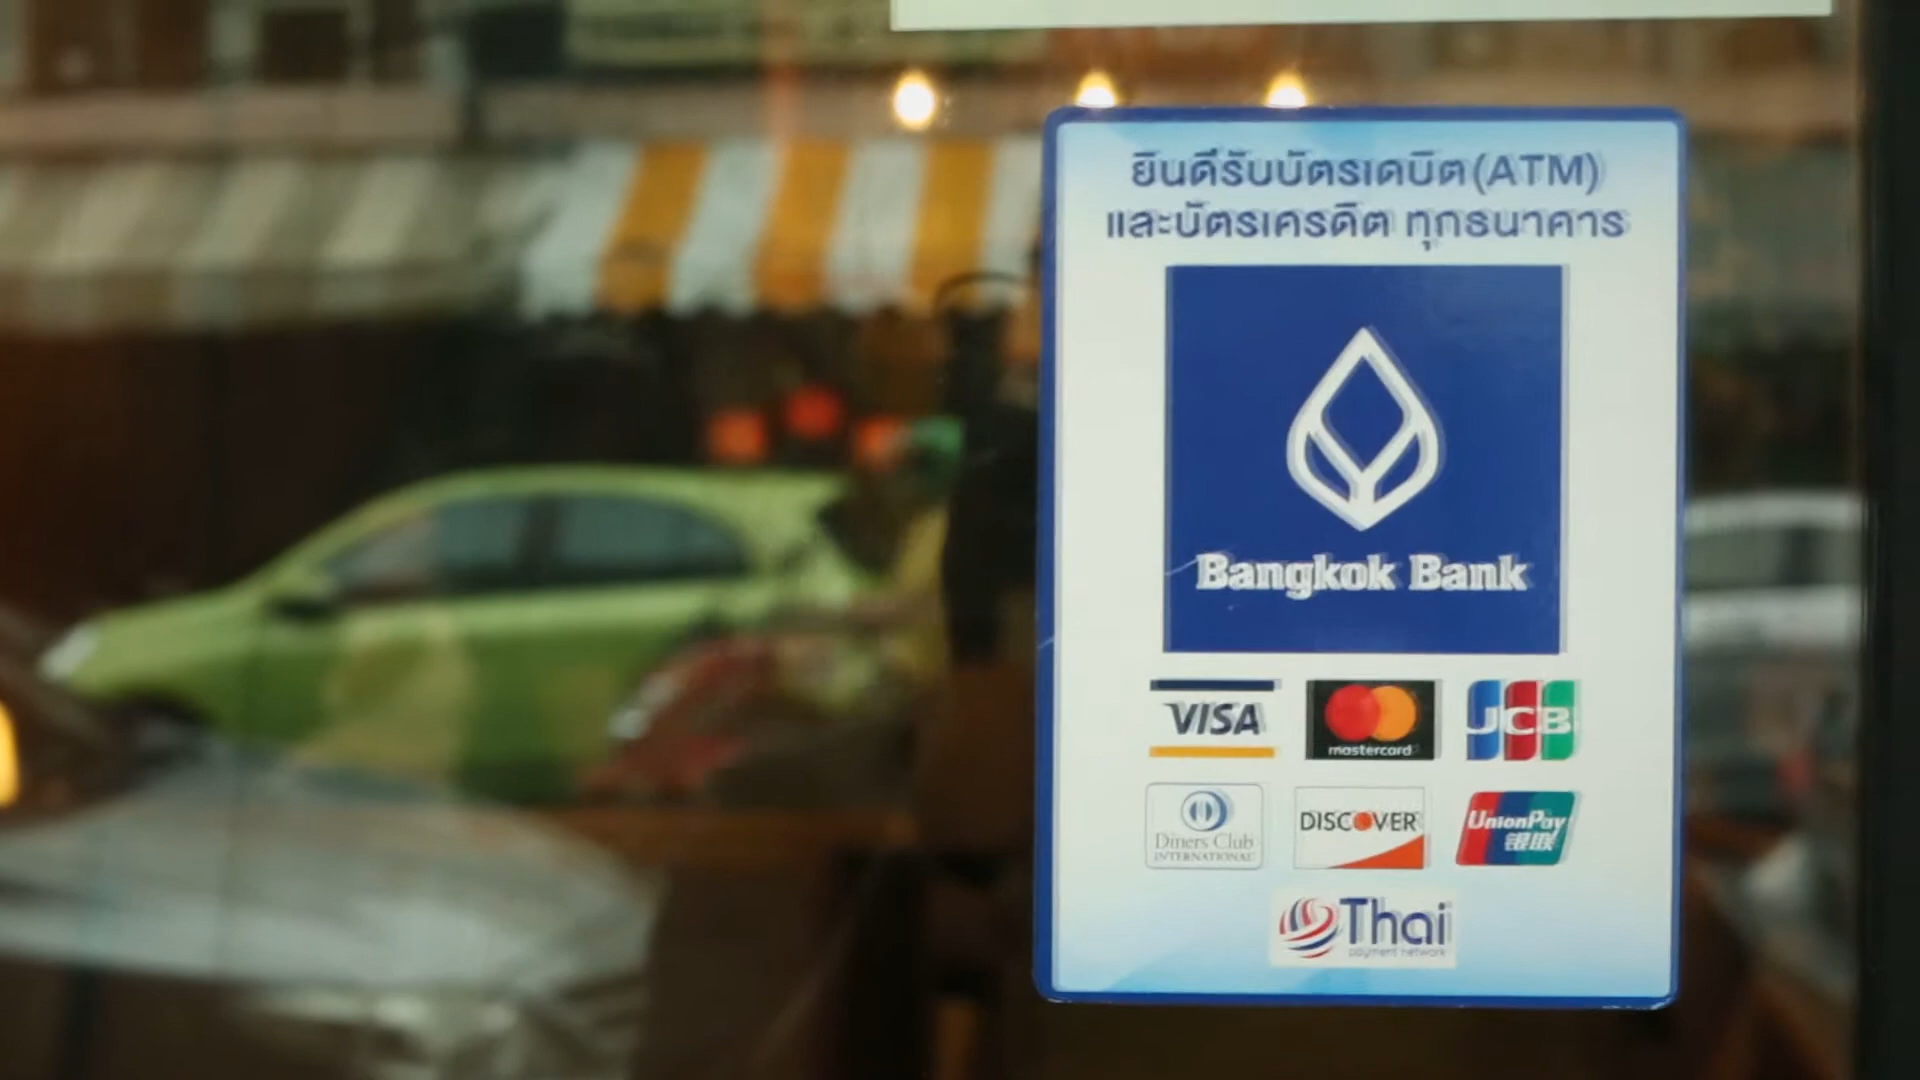 ยินดีรับบัตรเดบิต(ATM)
และบัตรเครดิต ทุกธนาคาร
Bangkok Bank
VISA mastercard JCB
Diners Club
INTERNATIONAL
DISCOVER
UnionPay
银联
Thai
payment network